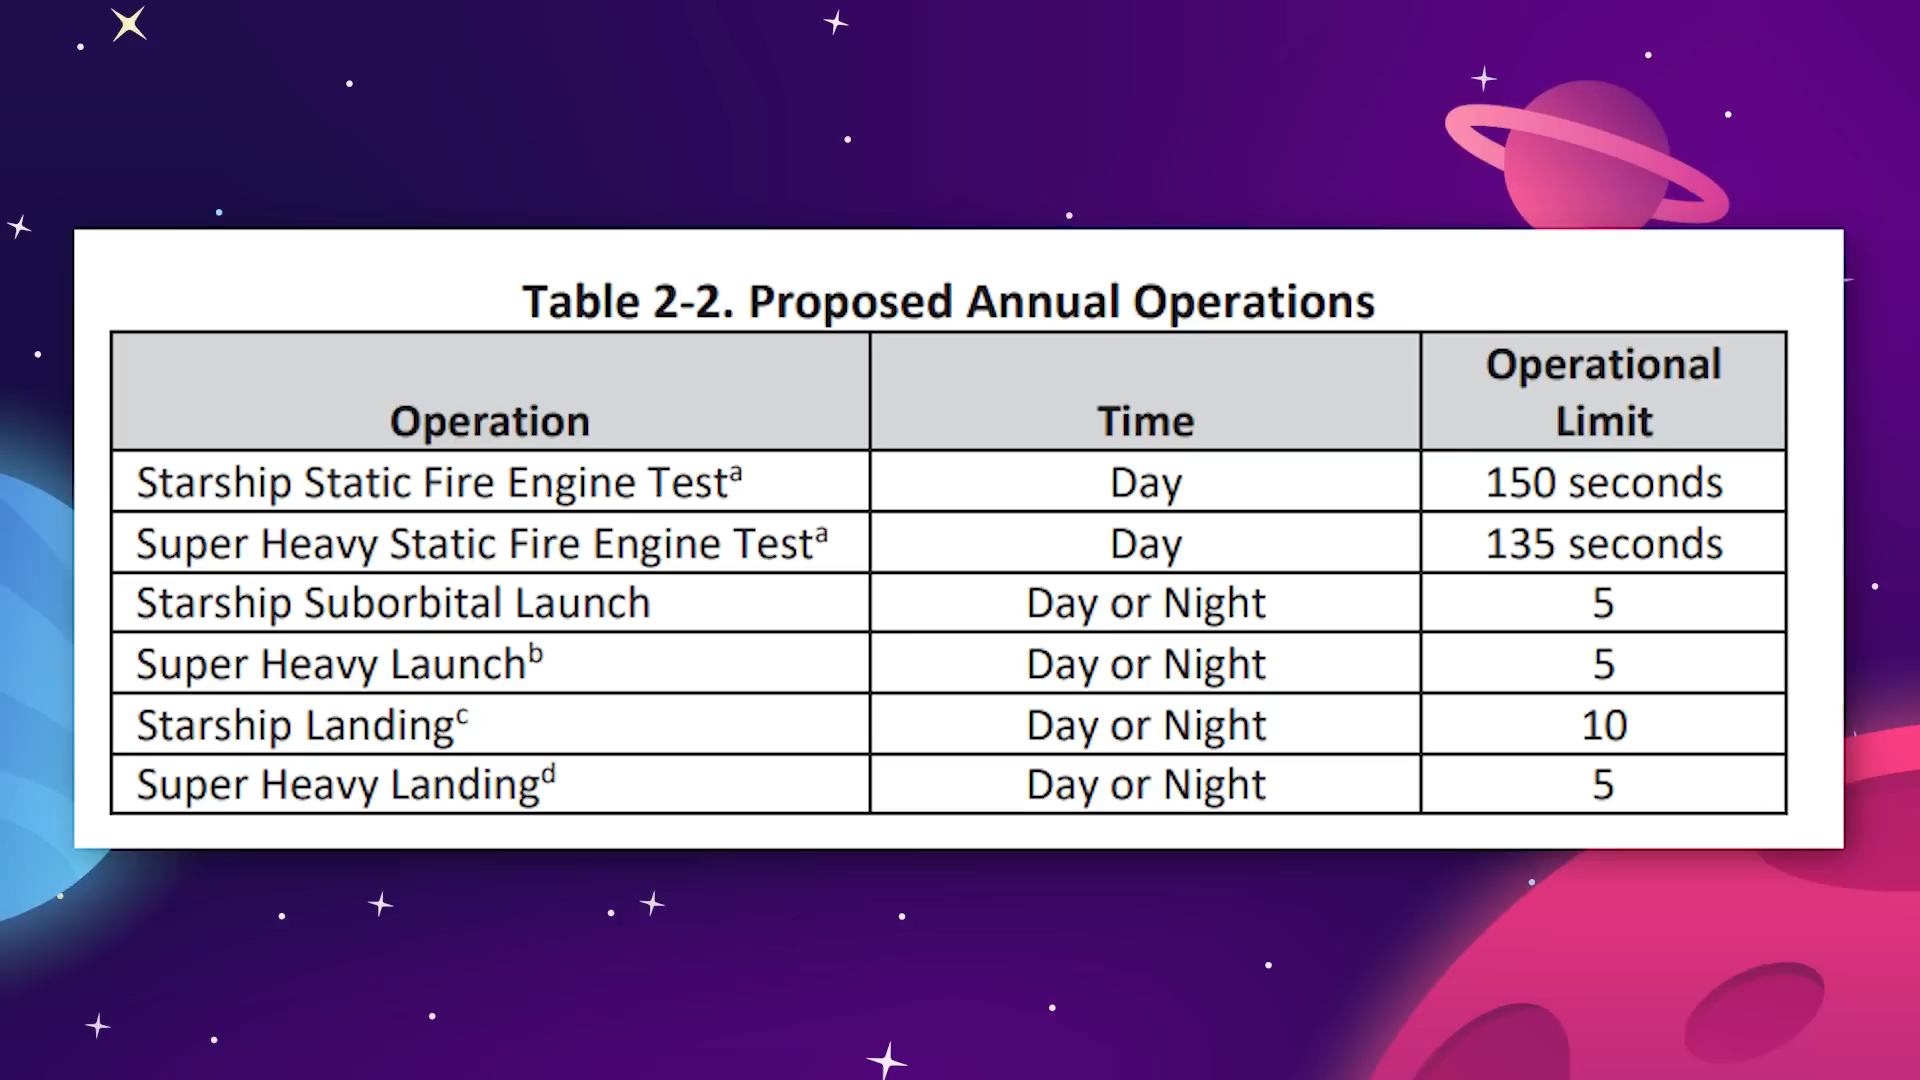 Table 2-2. Proposed Annual Operations
Operation Time Operational Limit
Starship Static Fire Engine Testᵃ Day 150 seconds
Super Heavy Static Fire Engine Testᵃ Day 135 seconds
Starship Suborbital Launch Day or Night 5
Super Heavy Launchᵇ Day or Night 5
Starship Landingᶜ Day or Night 10
Super Heavy Landingᵈ Day or Night 5